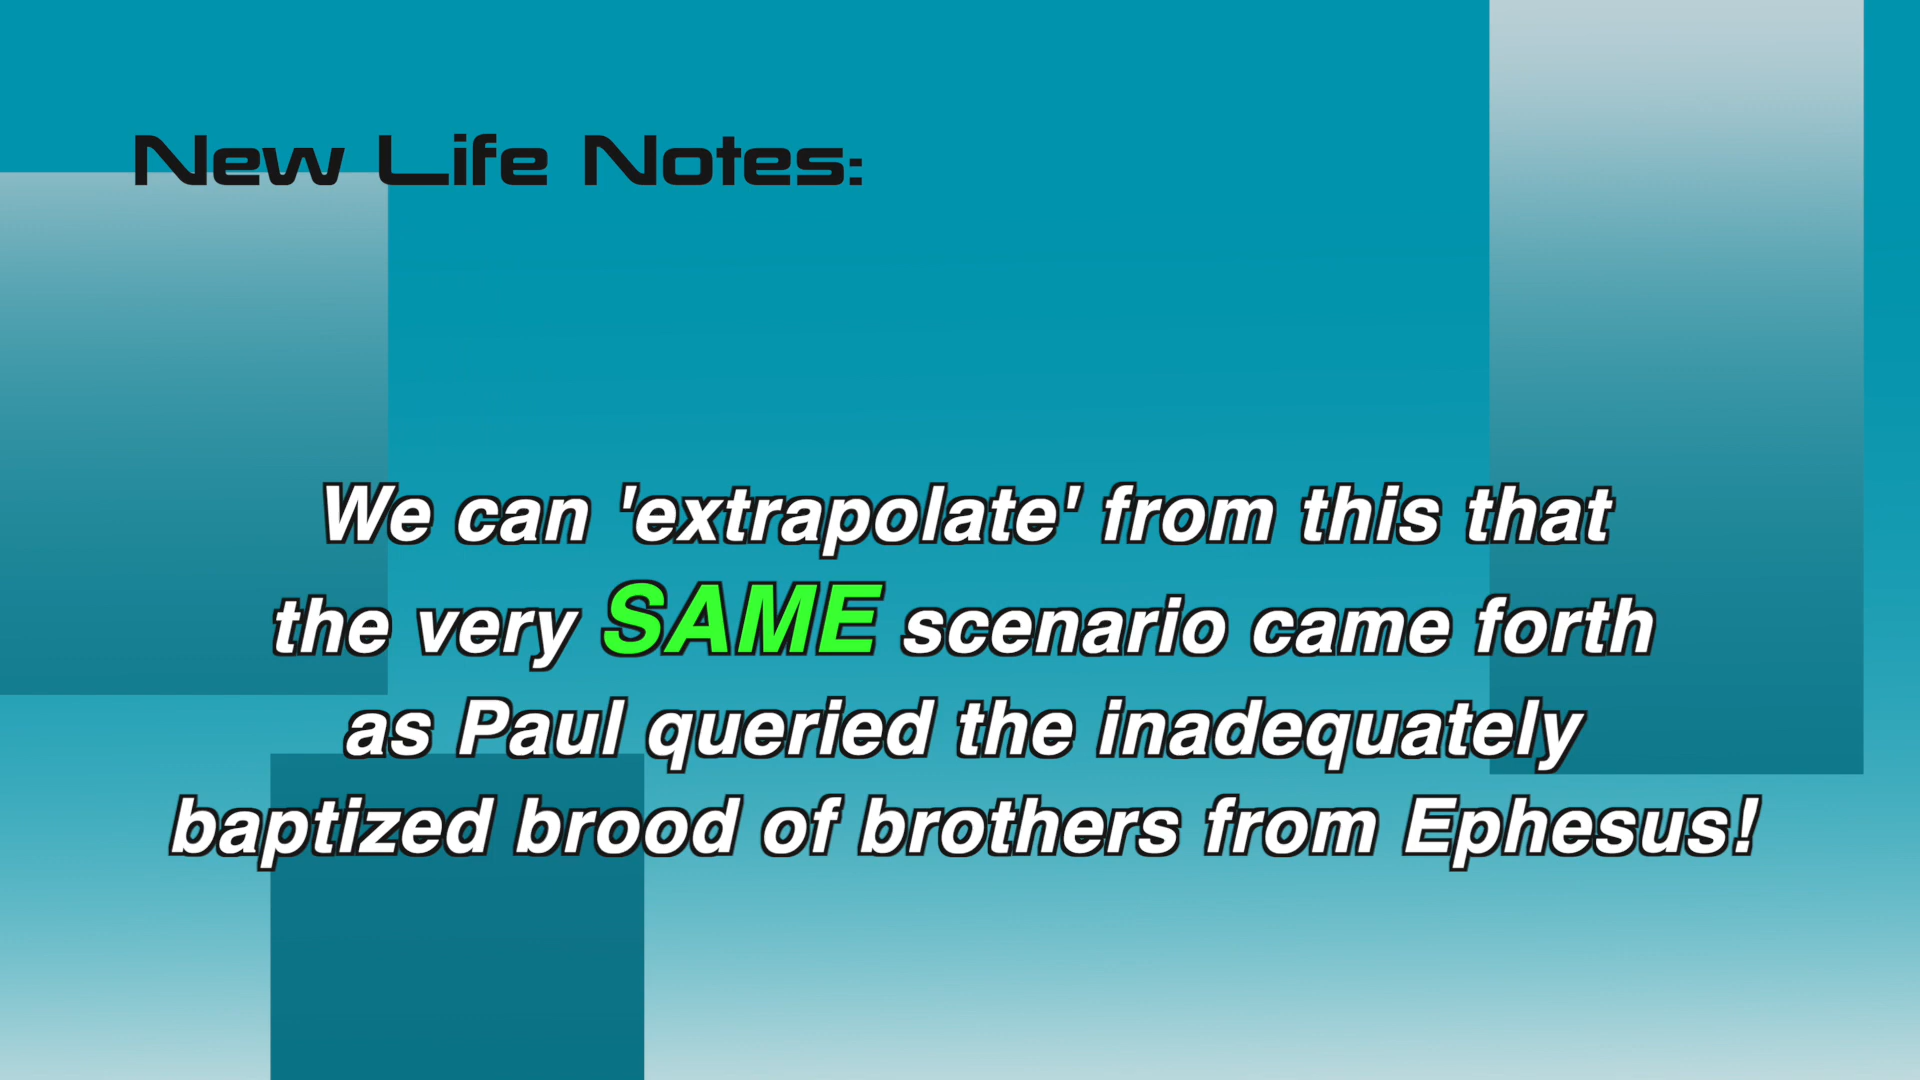 New Life Notes:
We can 'extrapolate' from this that
the very SAME scenario came forth
as Paul queried the inadequately
baptized brood of brothers from Ephesus!